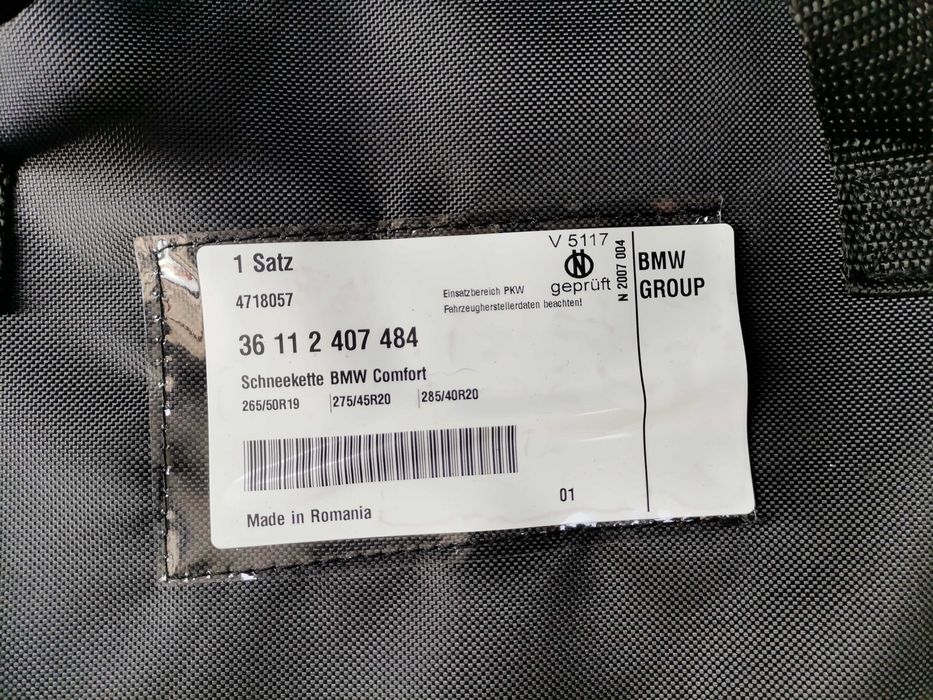 1 Satz
4718057
36 11 2 407 484
Schneekette BMW Comfort
265/50R19 275/45R20 285/40R20
Made in Romania
01
Einsatzbereich PKW
Fahrzeugherstellerdaten beachten!
V 5117
N
geprüft
N 2007 004
BMW
GROUP